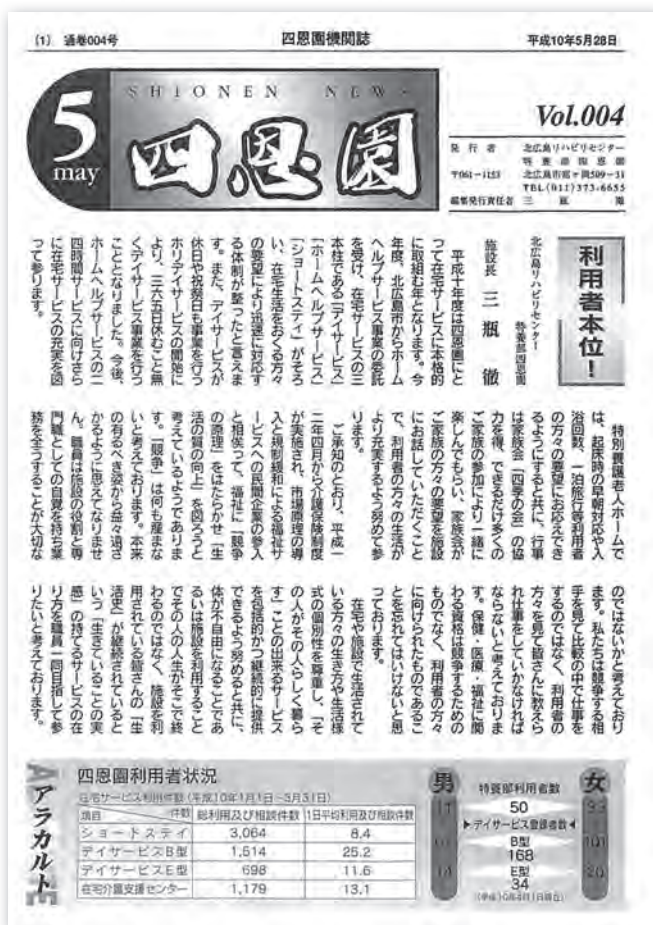 (1) 通巻004号
四恩園機関誌
平成10年5月28日
5
may
SHIONEN NEWS
四恩園
Vol.004
発行者 北広島リハビリセンター
特養部四恩園
〒061-1153 北広島市富ヶ岡509-31
TEL(011)373-6655
編集発行責任者 三瓶 徹
利用者本位!
北広島リハビリセンター
特養部四恩園
施設長 三瓶 徹
平成十年度は四恩園にと
って在宅サービスに本格的
に取組む年となります。今
年度、北広島市からホーム
ヘルプサービス事業の委託
を受け、在宅サービスの三
本柱である「デイサービス」
「ホームヘルプサービス」
「ショートスティ」がそろ
い、在宅生活をおくる方々
の要望により迅速に対応す
る体制が整ったと言えま
す。また、デイサービスが
休日や祝祭日も事業を行う
ホリデイサービスの開始に
より、三六五日休むこと無
くデイサービス事業を行う
こととなりました。今後、
ホームヘルプサービスの二
四時間サービスに向けさら
に在宅サービスの充実を図
って参ります。
特別養護老人ホームで
は、起床時の早朝対応や入
浴回数、一泊旅行等利用者
の方々の要望にお応えでき
るようにすると共に、行事
は家族会「四季の会」の協
力を得、できるだけ多くの
ご家族の参加により一緒に
楽しんでもらい、家族会が
ご家族の方々の要望を施設
にお話していただくこと
で、利用者の方々の生活が
より充実するよう努めて参
ります。
ご承知のとおり、平成一
二年四月から介護保険制度
が実施され、市場原理の導
入と規制緩和による福祉サ
ービスへの民間企業の参入
と相俟って、福祉に「競争
の原理」をはたらかせ「生
活の質の向上」を図ろうと
考えているようでありま
す。「競争」は何も産まな
いと考えております。本来
の有るべき姿から益々遠ざ
かるように思えてなりませ
ん。職員は施設の役割と専
門職としての自覚を持ち業
務を全うすることが大切な
のではないかと考えており
ます。私たちは競争する相
手を見て比較の中で仕事を
するのではなく、利用者の
方々を見て皆さんに教えら
れ仕事をしていかなければ
ならないと考えておりま
す。保健・医療・福祉に関
わる資格は競争するための
ものでなく、利用者の方々
に向けられたものであるこ
とを忘れてはいけないと思
っております。
在宅や施設で生活されて
いる方々の生き方や生活様
式の個別性を尊重し、「そ
の人がその人らしく暮ら
す」ことの出来るサービス
を包括的かつ継続的に提供
できるよう努めると共に、
体が不自由になることであ
るいは施設を利用すること
でその人の人生がそこで終
わるのではなく、施設を利
用されている皆さんの「生
活史」が継続されていると
いう「生きていることの実
感」の持てるサービスの在
り方を職員一同目指して参
りたいと考えております。
アラカルト
四恩園利用者状況
在宅サービス利用件数(平成10年1月1日~3月31日)
項目 件数 総利用及び相談件数 1日平均利用及び相談件数
ショートステイ 3,064 8.4
デイサービスB型 1,514 25.2
デイサービスE型 698 11.6
在宅介護支援センター 1,179 13.1
男 特養部利用者数 女
50
▶デイサービス登録者数◀
B型
168
E型
34